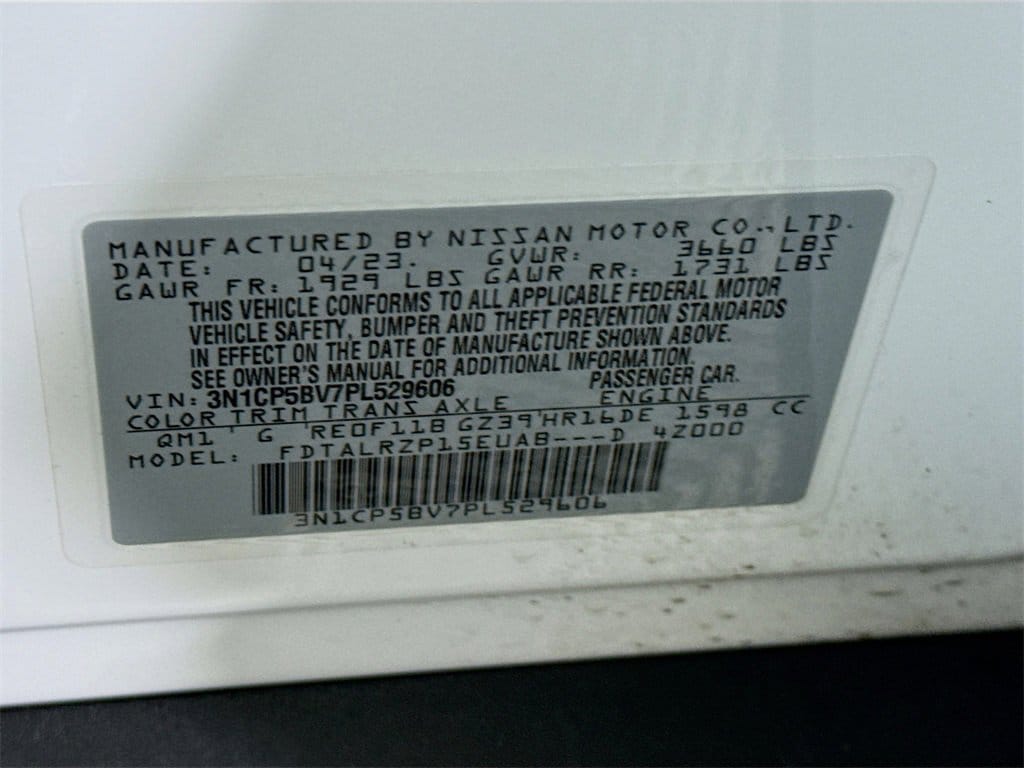 MANUFACTURED BY NISSAN MOTOR CO., LTD.
DATE: 04/23. GVWR: 3660 LBS
GAWR FR: 1929 LBS GAWR RR: 1731 LBS
THIS VEHICLE CONFORMS TO ALL APPLICABLE FEDERAL MOTOR
VEHICLE SAFETY, BUMPER AND THEFT PREVENTION STANDARDS
IN EFFECT ON THE DATE OF MANUFACTURE SHOWN ABOVE.
SEE OWNER'S MANUAL FOR ADDITIONAL INFORMATION.
VIN: 3N1CP5BV7PL529606 PASSENGER CAR.
COLOR TRIM TRANS AXLE ENGINE
QM1 G RE0F11B GZ39 HR16DE 1598 CC
MODEL: FDTALRZP15EUAB---D 4Z000
3N1CP5BV7PL529606